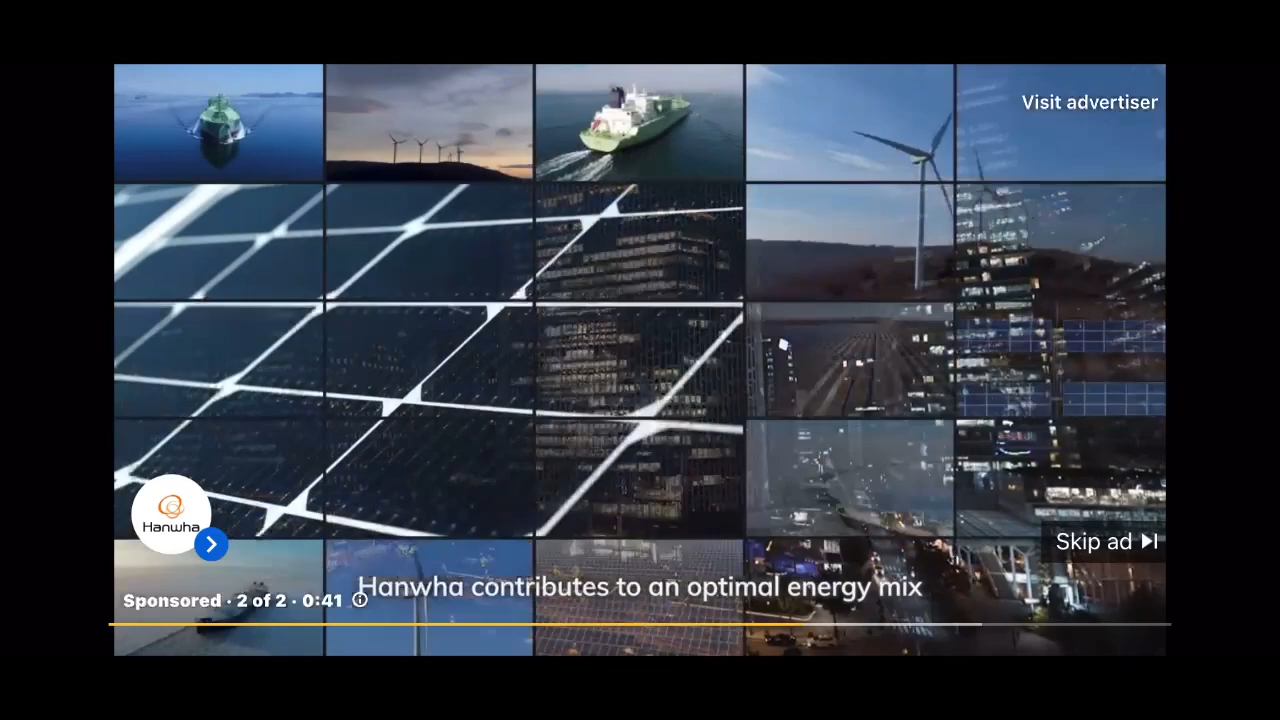 Visit advertiser
Hanwha
Skip ad
Hanwha contributes to an optimal energy mix
Sponsored · 2 of 2 · 0:41